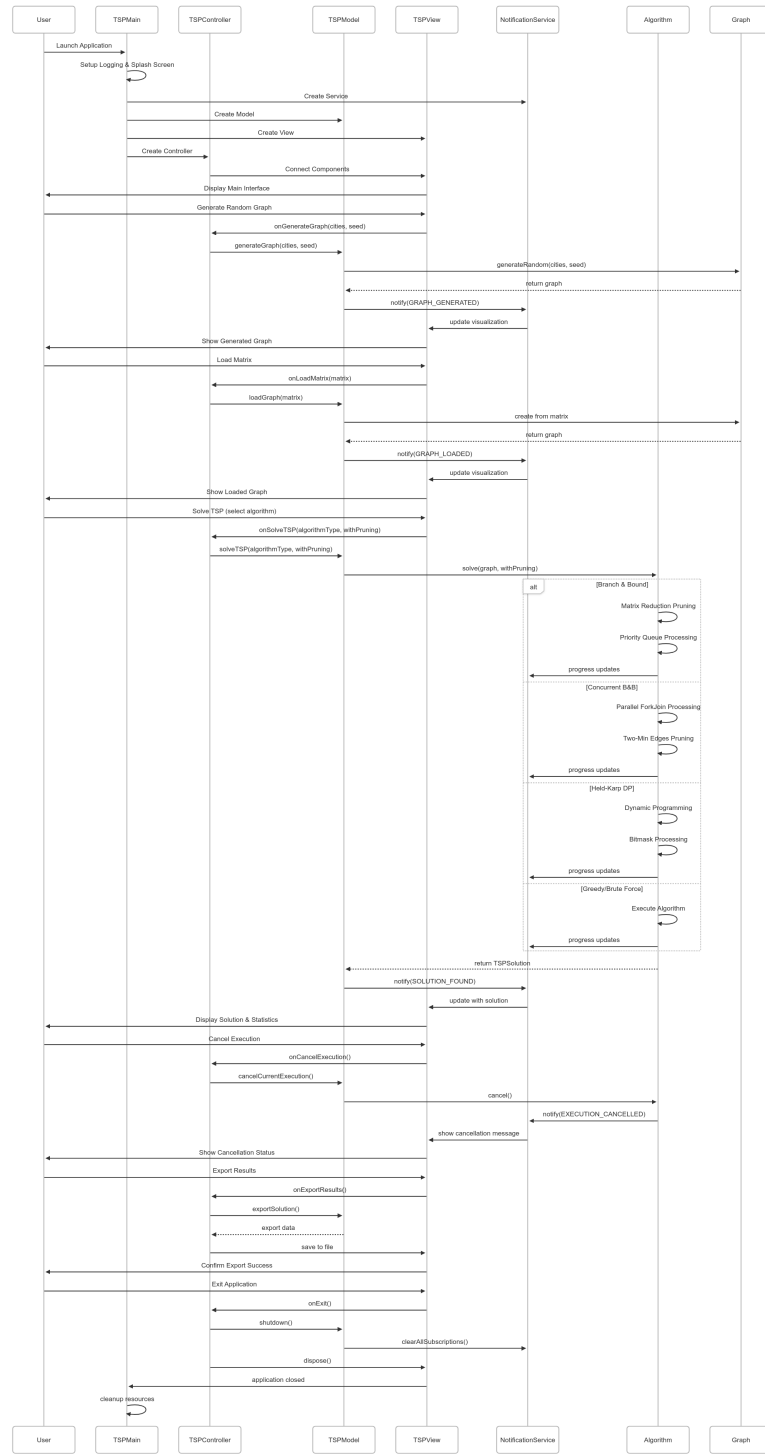 User TSPMain TSPController TSPModel TSPView NotificationService Algorithm Graph
Launch Application
Setup Logging & Splash Screen
Create Service
Create Model
Create View
Create Controller
Connect Components
Display Main Interface
Generate Random Graph
onGenerateGraph(cities, seed)
generateGraph(cities, seed)
generateRandom(cities, seed)
return graph
notify(GRAPH_GENERATED)
update visualization
Show Generated Graph
Load Matrix
onLoadMatrix(matrix)
loadGraph(matrix)
create from matrix
return graph
notify(GRAPH_LOADED)
update visualization
Show Loaded Graph
Solve TSP (select algorithm)
onSolveTSP(algorithmType, withPruning)
solveTSP(algorithmType, withPruning)
solve(graph, withPruning)
alt [Branch & Bound]
Matrix Reduction Pruning
Priority Queue Processing
progress updates
[Concurrent B&B]
Parallel ForkJoin Processing
Two-Min Edges Pruning
progress updates
[Held-Karp DP]
Dynamic Programming
Bitmask Processing
progress updates
[Greedy/Brute Force]
Execute Algorithm
progress updates
return TSPSolution
notify(SOLUTION_FOUND)
update with solution
Display Solution & Statistics
Cancel Execution
onCancelExecution()
cancelCurrentExecution()
cancel()
notify(EXECUTION_CANCELLED)
show cancellation message
Show Cancellation Status
Export Results
onExportResults()
exportSolution()
export data
save to file
Confirm Export Success
Exit Application
onExit()
shutdown()
clearAllSubscriptions()
dispose()
application closed
cleanup resources
User TSPMain TSPController TSPModel TSPView NotificationService Algorithm Graph